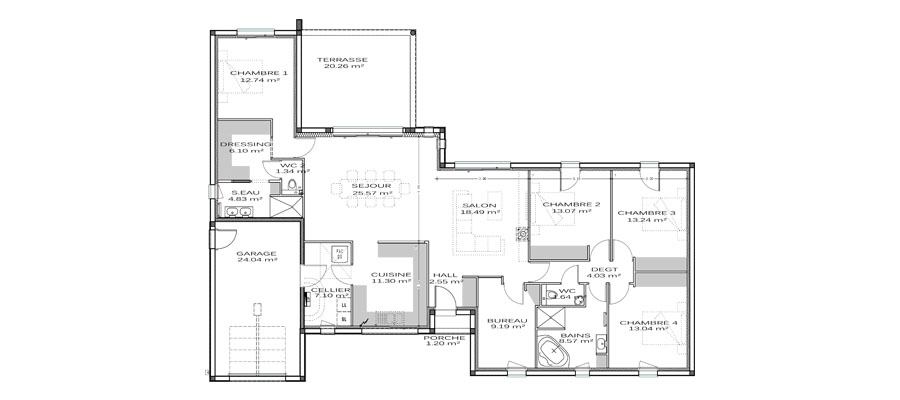 TERRASSE
20.26 m²
CHAMBRE 1
12.74 m²
DRESSING
6.10 m²
WC 2
1.34 m²
S.EAU
4.83 m²
SEJOUR
25.57 m²
SALON
18.49 m²
CHAMBRE 2
13.07 m²
CHAMBRE 3
13.24 m²
GARAGE
24.04 m²
CELLIER
7.10 m²
CUISINE
11.30 m²
HALL
2.55 m²
DEGT
4.03 m²
WC
1.64
BUREAU
9.19 m²
BAINS
8.57 m²
CHAMBRE 4
13.04 m²
PORCHE
1.20 m²